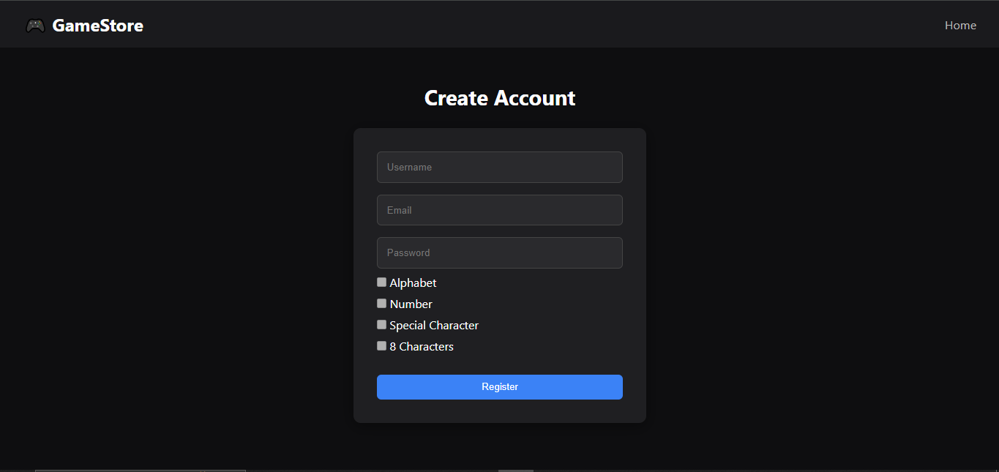 GameStore
Home
Create Account
Username
Email
Password
Alphabet
Number
Special Character
8 Characters
Register